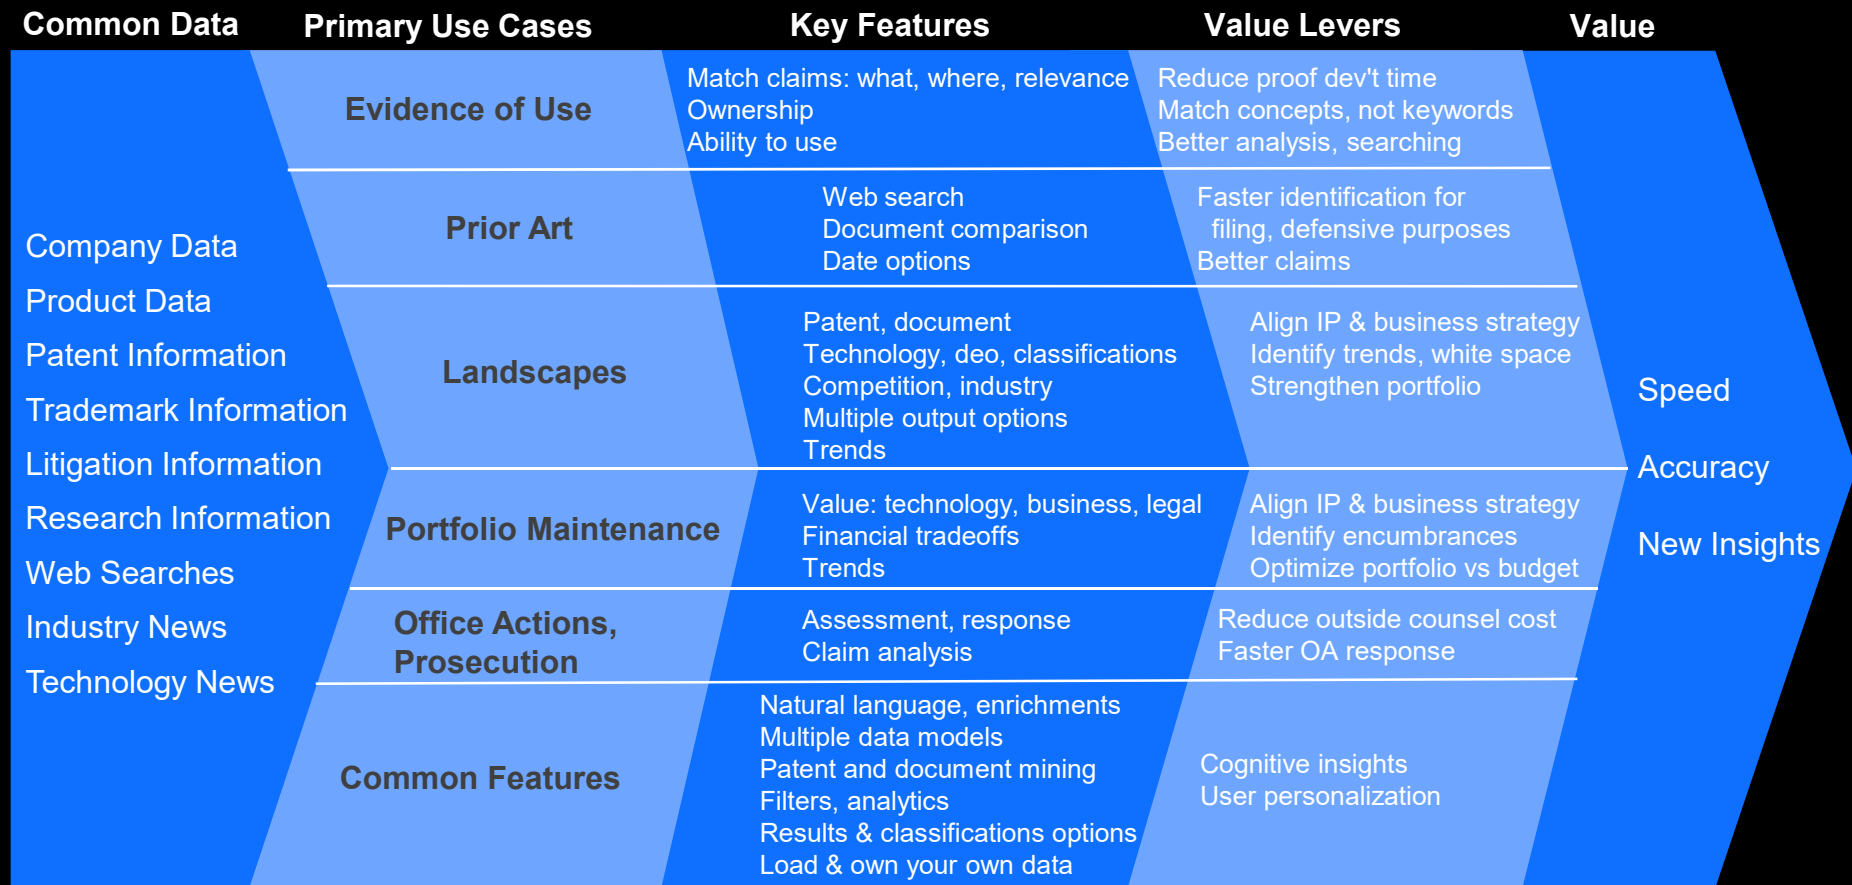 Common Data
Primary Use Cases
Key Features
Value Levers
Value
Company Data
Product Data
Patent Information
Trademark Information
Litigation Information
Research Information
Web Searches
Industry News
Technology News
Evidence of Use
Match claims: what, where, relevance
Ownership
Ability to use
Reduce proof dev't time
Match concepts, not keywords
Better analysis, searching
Prior Art
Web search
Document comparison
Date options
Faster identification for
filing, defensive purposes
Better claims
Landscapes
Patent, document
Technology, deo, classifications
Competition, industry
Multiple output options
Trends
Align IP & business strategy
Identify trends, white space
Strengthen portfolio
Portfolio Maintenance
Value: technology, business, legal
Financial tradeoffs
Trends
Align IP & business strategy
Identify encumbrances
Optimize portfolio vs budget
Office Actions,
Prosecution
Assessment, response
Claim analysis
Reduce outside counsel cost
Faster OA response
Common Features
Natural language, enrichments
Multiple data models
Patent and document mining
Filters, analytics
Results & classifications options
Load & own your own data
Cognitive insights
User personalization
Speed
Accuracy
New Insights